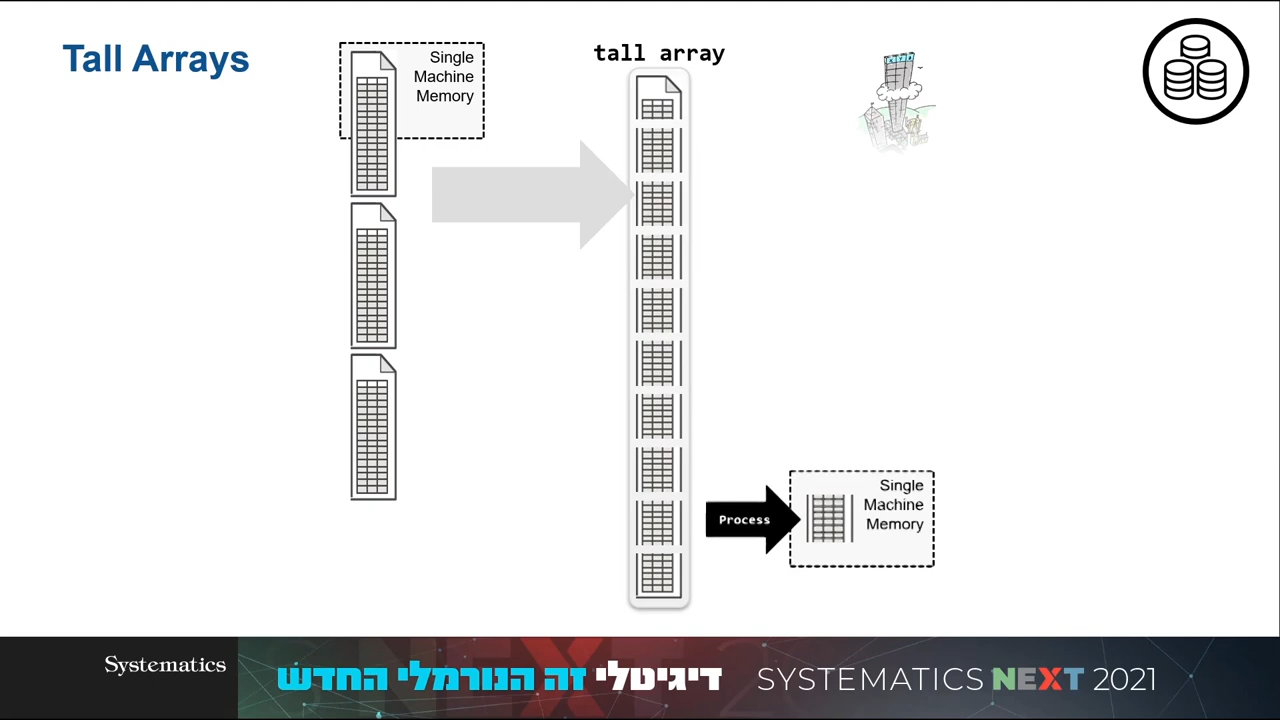 Tall Arrays
Single
Machine
Memory
tall array
Process
Single
Machine
Memory
Systematics
דיגיטלי זה הנורמלי החדש
SYSTEMATICS NEXT 2021